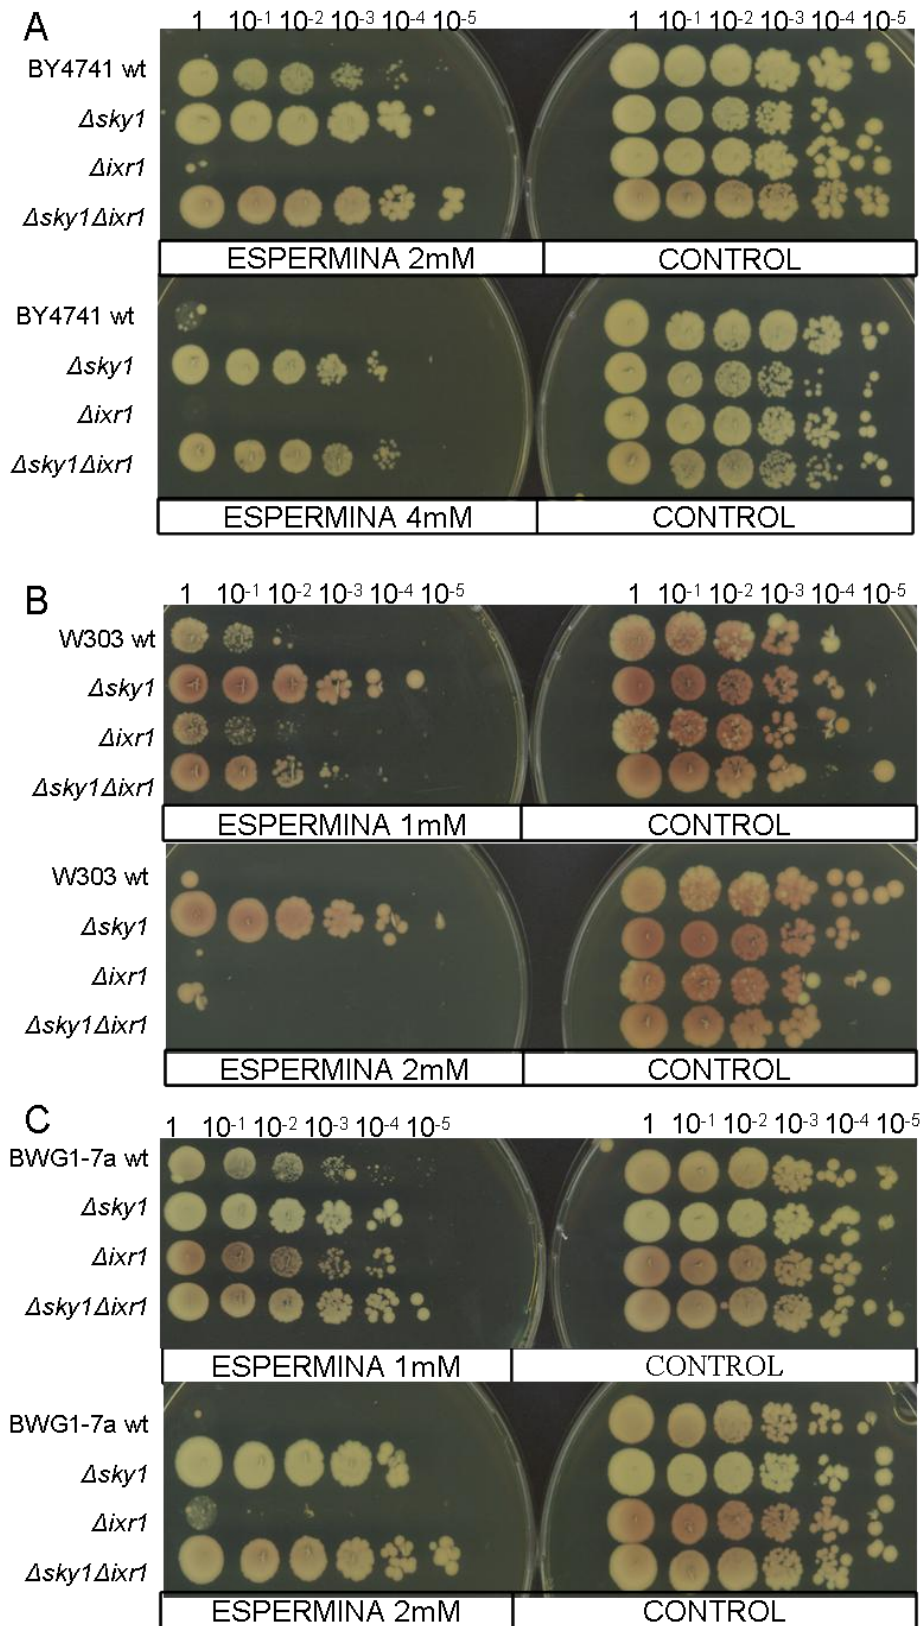 A
1 10-1 10-2 10-3 10-4 10-5 1 10-1 10-2 10-3 10-4 10-5
BY4741 wt
Δsky1
Δixr1
Δsky1Δixr1
ESPERMINA 2mM CONTROL
BY4741 wt
Δsky1
Δixr1
Δsky1Δixr1
ESPERMINA 4mM CONTROL
B
1 10-1 10-2 10-3 10-4 10-5 1 10-1 10-2 10-3 10-4 10-5
W303 wt
Δsky1
Δixr1
Δsky1Δixr1
ESPERMINA 1mM CONTROL
W303 wt
Δsky1
Δixr1
Δsky1Δixr1
ESPERMINA 2mM CONTROL
C
1 10-1 10-2 10-3 10-4 10-5 1 10-1 10-2 10-3 10-4 10-5
BWG1-7a wt
Δsky1
Δixr1
Δsky1Δixr1
ESPERMINA 1mM CONTROL
BWG1-7a wt
Δsky1
Δixr1
Δsky1Δixr1
ESPERMINA 2mM CONTROL